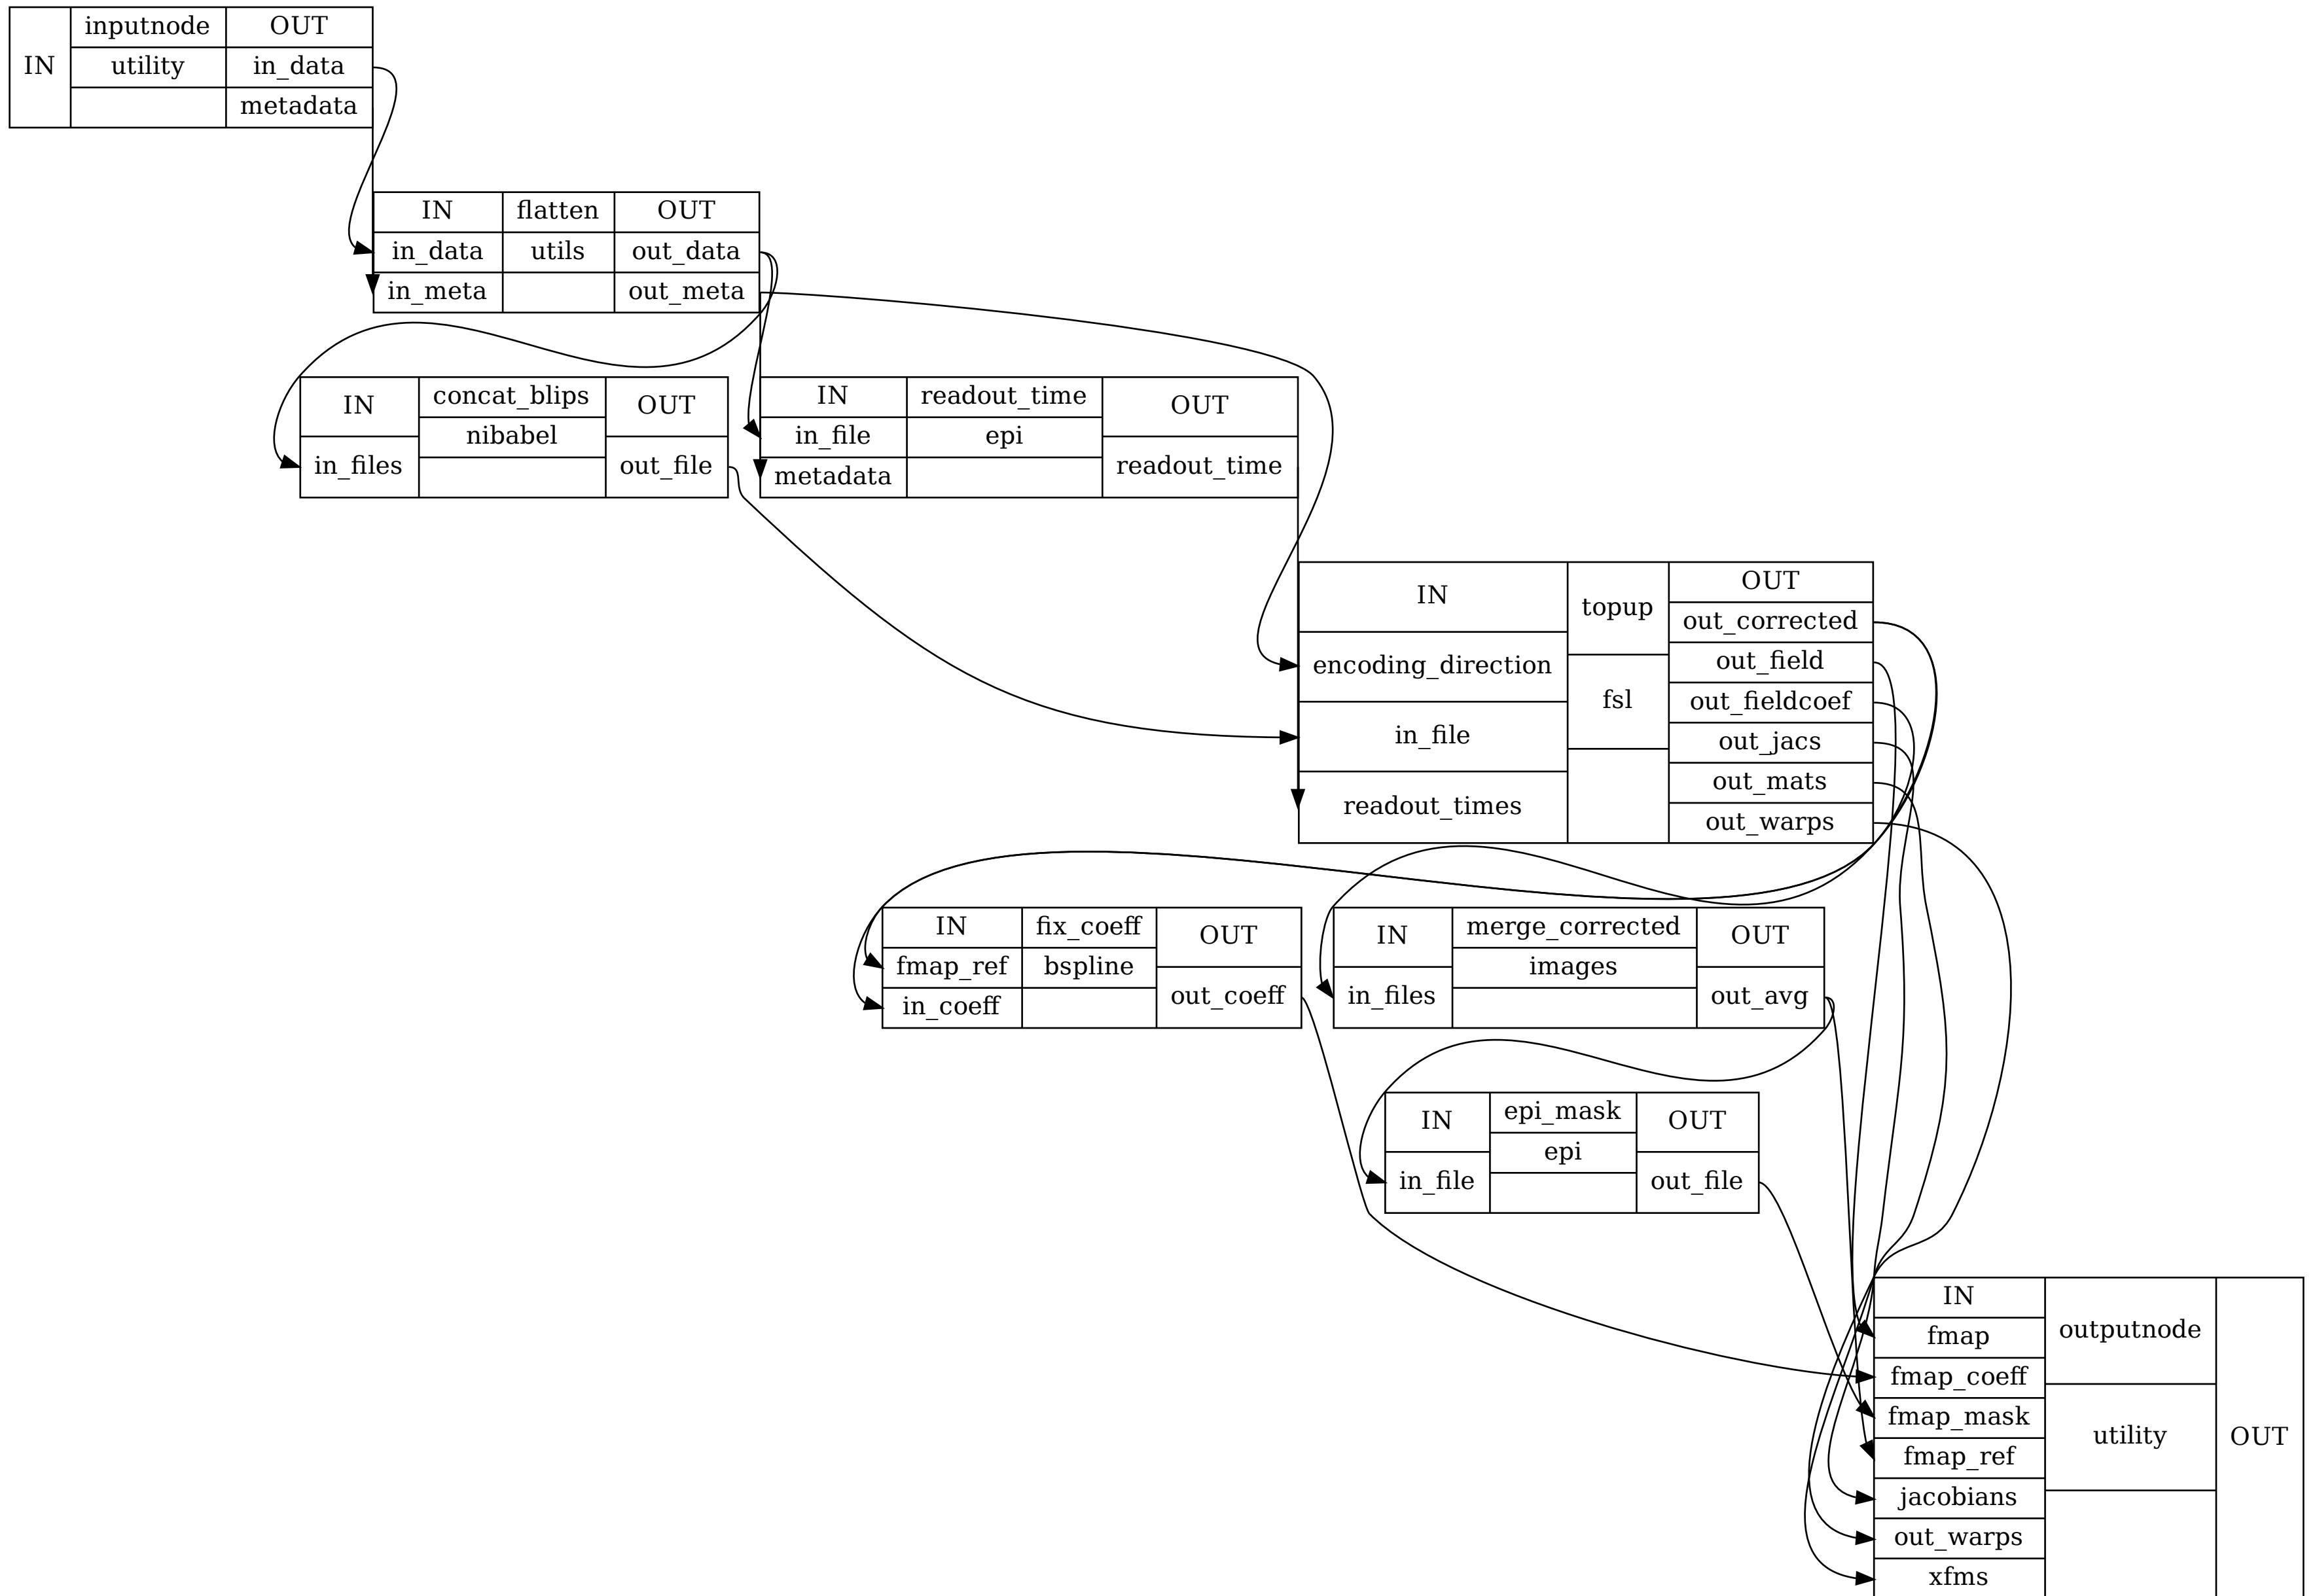 IN
inputnode
utility
OUT
in_data
metadata
IN
in_data
in_meta
flatten
utils
OUT
out_data
out_meta
IN
in_files
concat_blips
nibabel
OUT
out_file
IN
in_file
metadata
readout_time
epi
OUT
readout_time
IN
encoding_direction
in_file
readout_times
topup
fsl
OUT
out_corrected
out_field
out_fieldcoef
out_jacs
out_mats
out_warps
IN
fmap_ref
in_coeff
fix_coeff
bspline
OUT
out_coeff
IN
in_files
merge_corrected
images
OUT
out_avg
IN
in_file
epi_mask
epi
OUT
out_file
IN
fmap
fmap_coeff
fmap_mask
fmap_ref
jacobians
out_warps
xfms
outputnode
utility
OUT